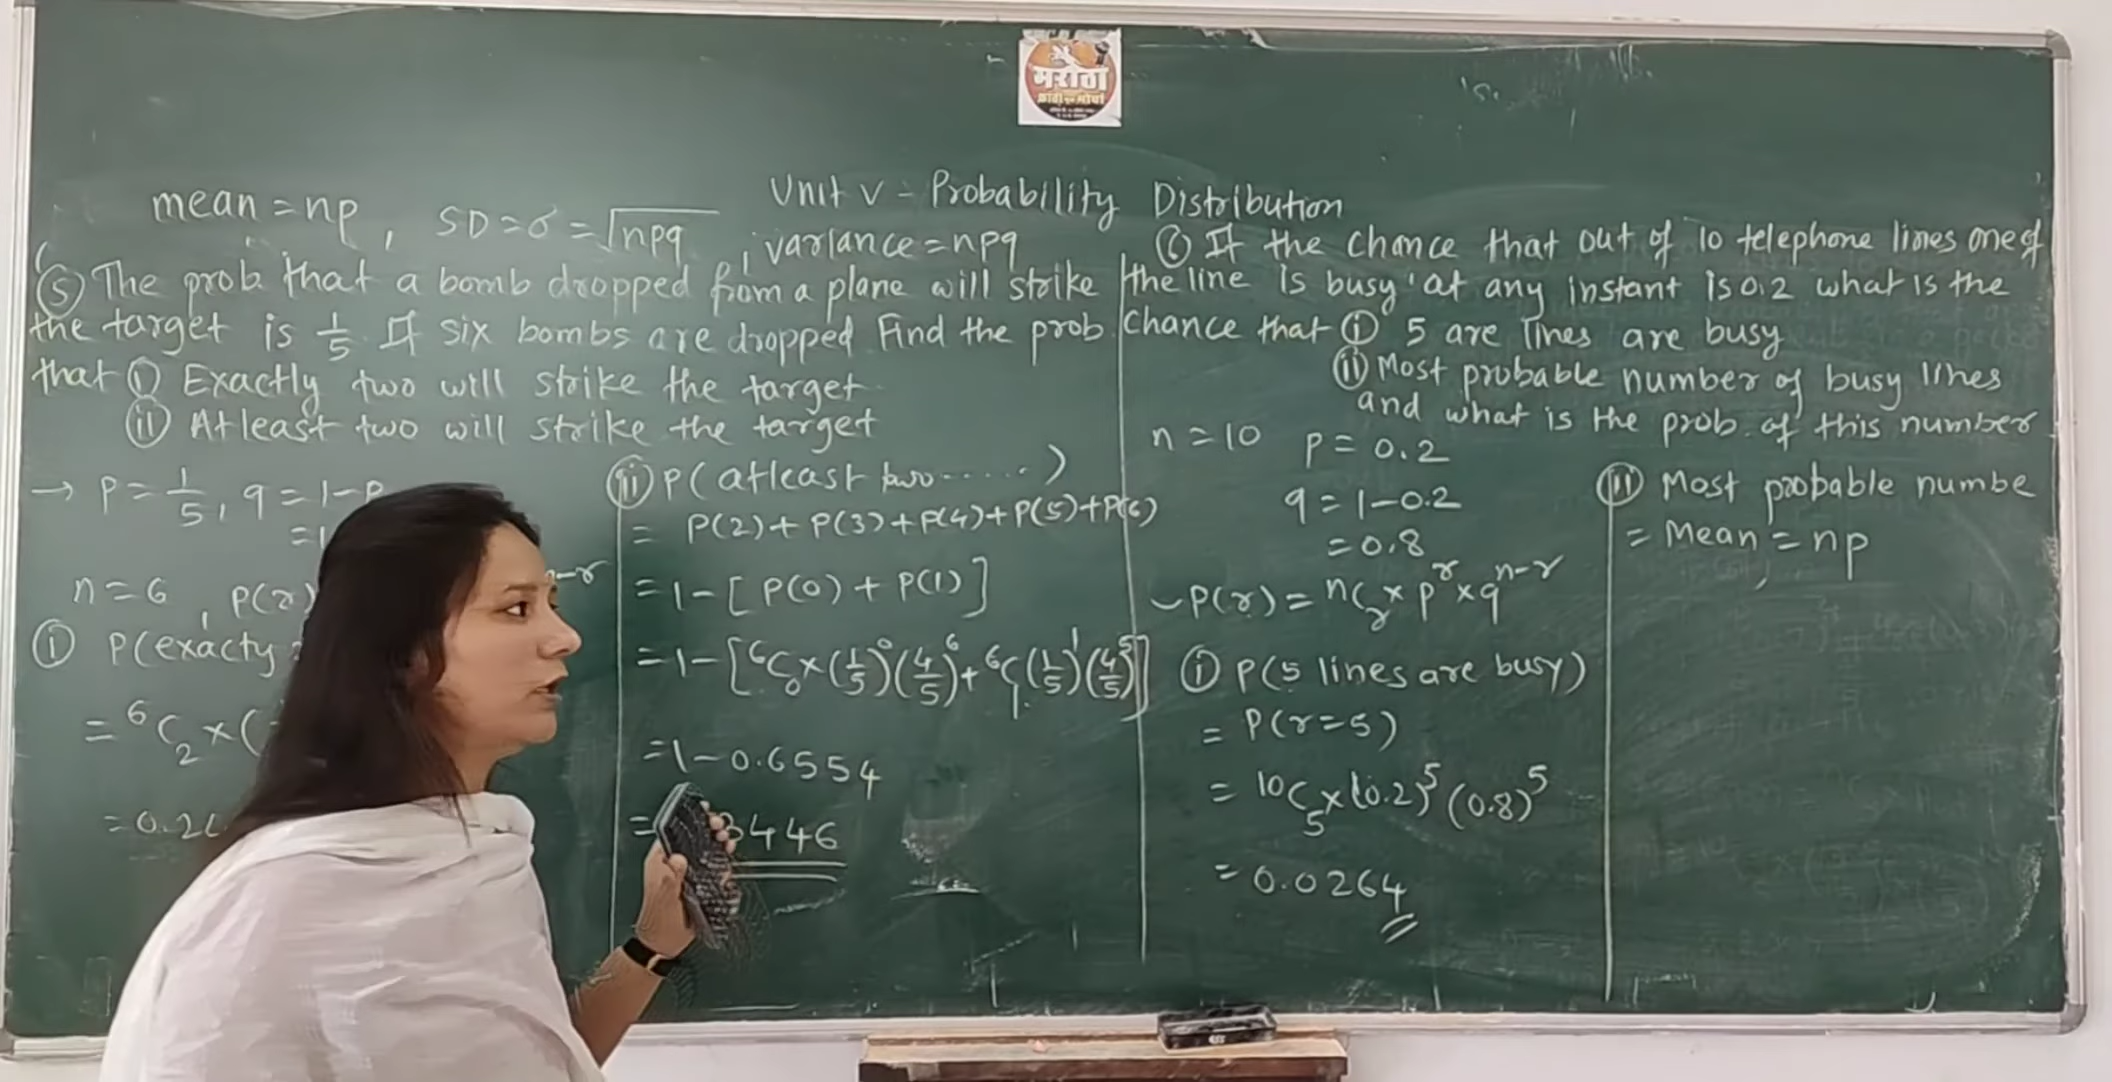 मराठा
Unit V - Probability Distribution
mean = np, SD = σ = √npq, variance = npq
⑤ The prob. that a bomb dropped from a plane will strike
the target is 1/5. If six bombs are dropped Find the prob.
that ⓘ Exactly two will strike the target
ⓘⓘ Atleast two will strike the target
→ p = 1/5, q = 1 - p
= 1
n = 6, P(r) n-r
ⓘ P(exacty
= ⁶C₂ × (
= 0.2
ⓘⓘ P(atleast two ......)
= P(2) + P(3) + P(4) + P(5) + P(6)
= 1 - [P(0) + P(1)]
= 1 - [⁶C₀ × (1/5)⁰ (4/5)⁶ + ⁶C₁ (1/5)¹ (4/5)⁵]
= 1 - 0.6554
= 3446
⑥ If the chance that out of 10 telephone lines one of
the line is busy at any instant is 0.2 what is the
chance that ⓘ 5 are lines are busy
ⓘⓘ Most probable number of busy lines
and what is the prob. of this number
n = 10 p = 0.2
q = 1 - 0.2
= 0.8
P(r) = nCr × p^r × q^n-r
ⓘ P(5 lines are busy)
= P(r = 5)
= ¹⁰C₅ × (0.2)⁵ (0.8)⁵
= 0.0264
ⓘⓘ Most probable numbe
= Mean = np